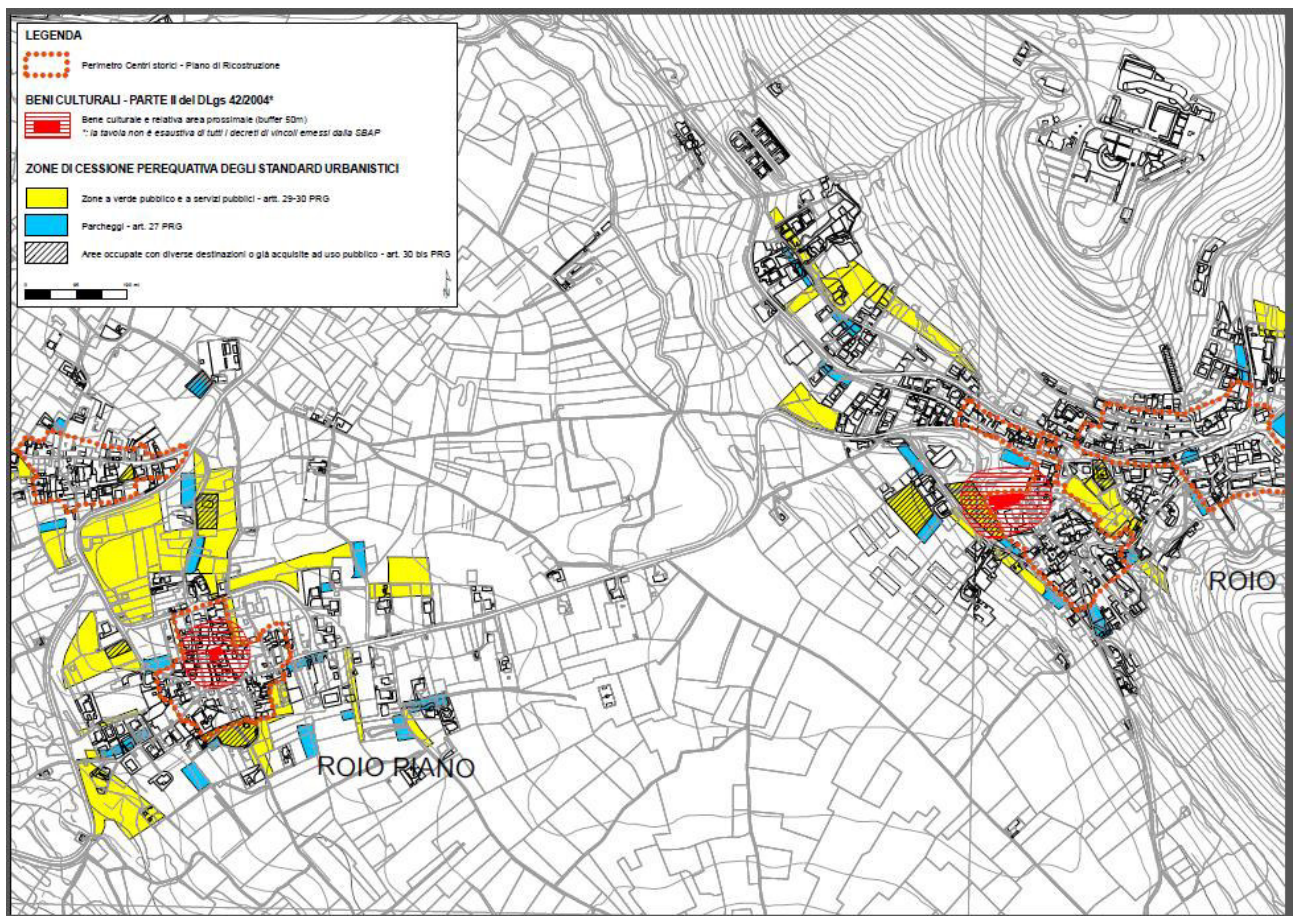 LEGENDA
Perimetro Centri storici - Piano di Ricostruzione
BENI CULTURALI - PARTE II del DLgs 42/2004*
Bene culturale e relativa area prossimale (buffer 50m)
*: la tavola non è esaustiva di tutti i decreti di vincoli emessi dalla SBAP
ZONE DI CESSIONE PEREQUATIVA DEGLI STANDARD URBANISTICI
Zone a verde pubblico e a servizi pubblici - artt. 29-30 PRG
Parcheggi - art. 27 PRG
Aree occupate con diverse destinazioni o già acquisite ad uso pubblico - art. 30 bis PRG
0
N
ROIO
ROIO PIANO